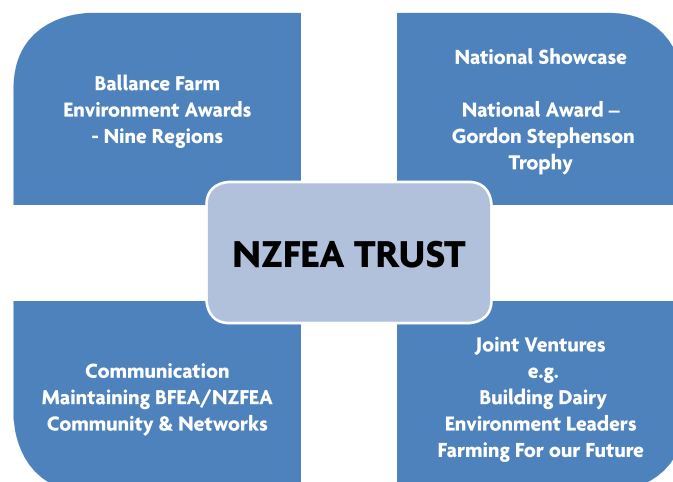 Ballance Farm
Environment Awards
- Nine Regions
National Showcase
National Award –
Gordon Stephenson
Trophy
NZFEA TRUST
Communication
Maintaining BFEA/NZFEA
Community & Networks
Joint Ventures
e.g.
Building Dairy
Environment Leaders
Farming For our Future